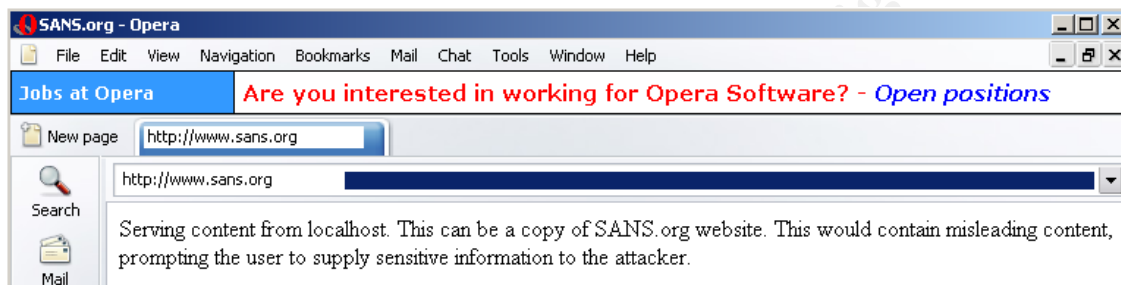 SANS.org - Opera
File Edit View Navigation Bookmarks Mail Chat Tools Window Help
Jobs at Opera Are you interested in working for Opera Software? - Open positions
New page http://www.sans.org
http://www.sans.org
Search
Serving content from localhost. This can be a copy of SANS.org website. This would contain misleading content,
prompting the user to supply sensitive information to the attacker.
Mail